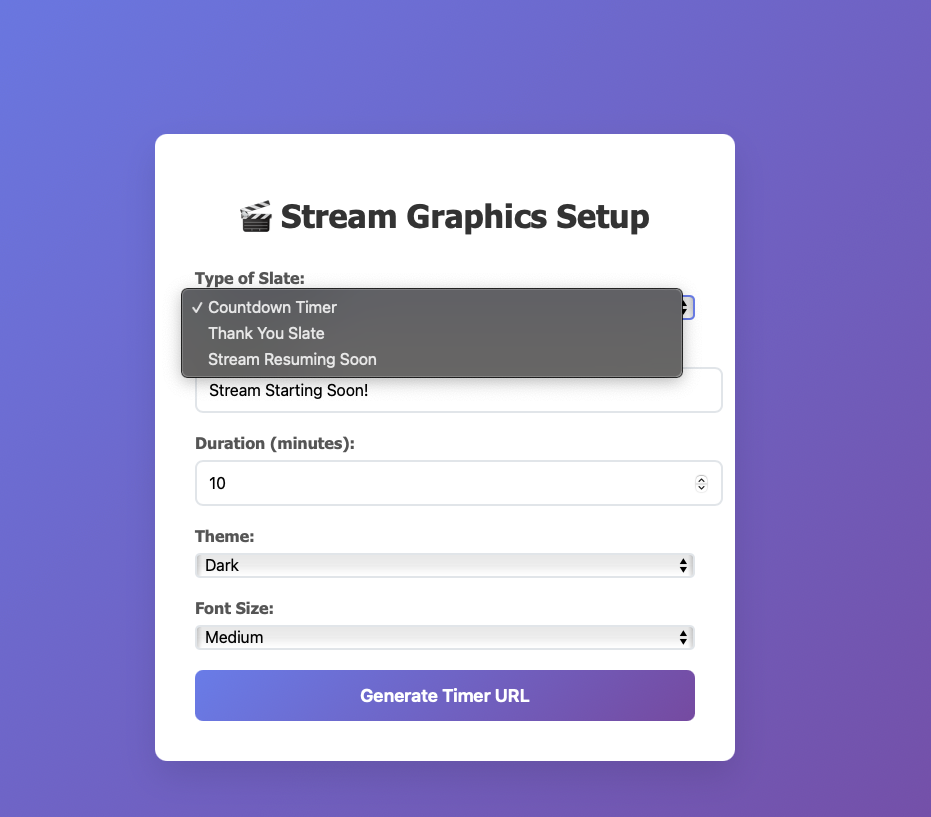 🎬 Stream Graphics Setup
Type of Slate:
✓ Countdown Timer
Thank You Slate
Stream Resuming Soon
Stream Starting Soon!
Duration (minutes):
10
Theme:
Dark
Font Size:
Medium
Generate Timer URL